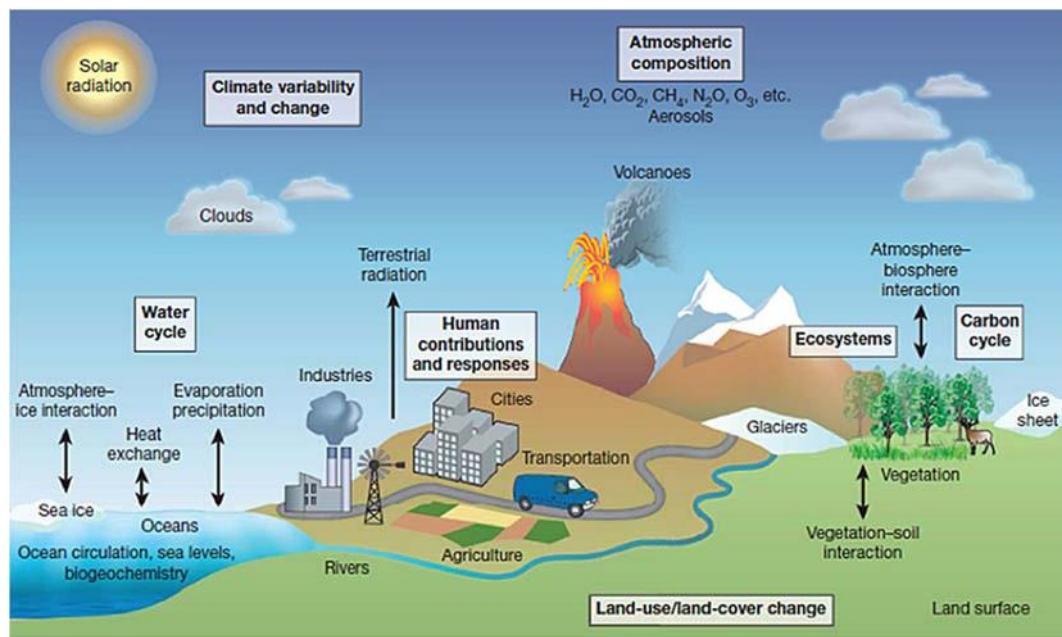 Solar
radiation
Climate variability
and change
Atmospheric
composition
H₂O, CO₂, CH₄, N₂O, O₃, etc.
Aerosols
Volcanoes
Clouds
Terrestrial
radiation
Atmosphere–
biosphere
interaction
Water
cycle
Human
contributions
and responses
Ecosystems
Carbon
cycle
Atmosphere–
ice interaction
Evaporation
precipitation
Industries
Cities
Heat
exchange
Glaciers
Ice
sheet
Transportation
Vegetation
Sea ice
Oceans
Ocean circulation, sea levels,
biogeochemistry
Rivers
Agriculture
Vegetation–soil
interaction
Land-use/land-cover change
Land surface